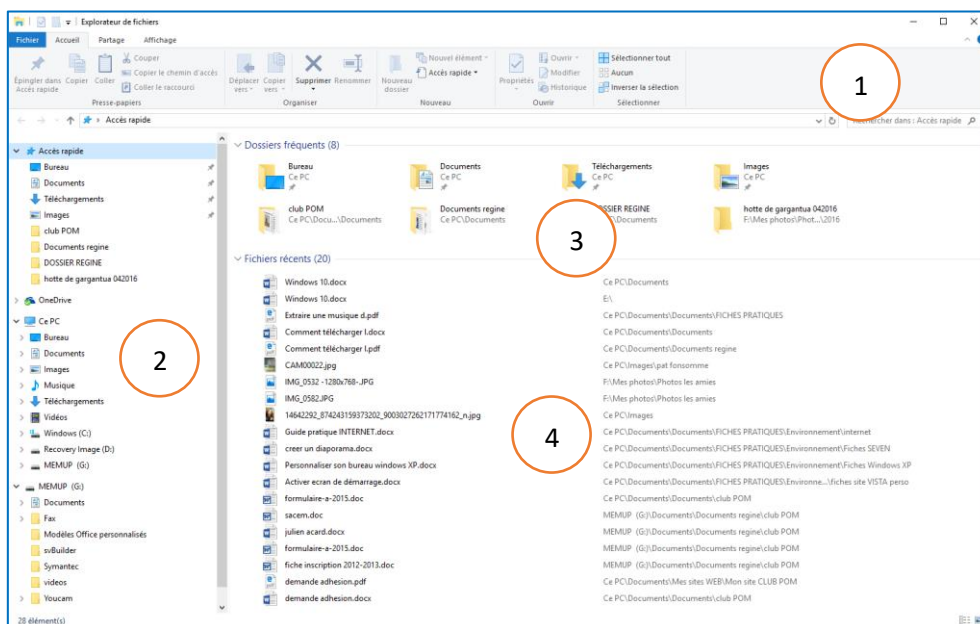 Explorateur de fichiers
Fichier Accueil Partage Affichage
Épingler dans Accès rapide
Copier
Coller
Couper
Copier le chemin d'accès
Coller le raccourci
Presse-papiers
Déplacer vers
Copier vers
Supprimer
Renommer
Organiser
Nouveau dossier
Nouvel élément
Accès rapide
Nouveau
Propriétés
Ouvrir
Modifier
Historique
Ouvrir
Sélectionner tout
Aucun
Inverser la sélection
Sélectionner
1
Accès rapide
Rechercher dans : Accès rapide
Accès rapide
Bureau
Documents
Téléchargements
Images
club POM
Documents regine
DOSSIER REGINE
hotte de gargantua 042016
OneDrive
Ce PC
Bureau
Documents
Images
Musique
Téléchargements
Vidéos
Windows (C:)
Recovery Image (D:)
MEMUP (G:)
MEMUP (G:)
Documents
Fax
Modèles Office personnalisés
svBuilder
Symantec
videos
Youcam
2
Dossiers fréquents (8)
Bureau
Ce PC
Documents
Ce PC
Téléchargements
Ce PC
Images
Ce PC
club POM
Ce PC\Docu...\Documents
Documents regine
Ce PC\Documents
REGINE
hotte de gargantua 042016
F:\Mes photos\Phot...\2016
3
Fichiers récents (20)
Windows 10.docx Ce PC\Documents
Windows 10.docx E:\
Extraire une musique d.pdf Ce PC\Documents\Documents\FICHES PRATIQUES
Comment télécharger I.docx Ce PC\Documents\Documents
Comment télécharger I.pdf Ce PC\Documents\Documents regine
CAM00022.jpg Ce PC\Images\pat fonsomme
IMG_0532 -1280x768-.JPG F:\Mes photos\Photos les amies
IMG_0582.JPG F:\Mes photos\Photos les amies
14642292_874243159373202_9003027262171774162_n.jpg Ce PC\Images
Guide pratique INTERNET.docx Ce PC\Documents\Documents\FICHES PRATIQUES\Environnement\internet
4
creer un diaporama.docx Ce PC\Documents\Documents\FICHES PRATIQUES\Environnement\Fiches SEVEN
Personnaliser son bureau windows XP.docx Ce PC\Documents\Documents\FICHES PRATIQUES\Environnement\Fiches Windows XP
Activer ecran de démarrage.docx Ce PC\Documents\Documents\FICHES PRATIQUES\Environne...\fiches site VISTA perso
formulaire-a-2015.doc Ce PC\Documents\Documents\club POM
sacem.doc MEMUP (G:)\Documents\Documents regine\club POM
julien acard.docx MEMUP (G:)\Documents\Documents regine\club POM
formulaire-a-2015.doc MEMUP (G:)\Documents\Documents regine\club POM
fiche inscription 2012-2013.doc MEMUP (G:)\Documents\Documents regine\club POM
demande adhesion.pdf Ce PC\Documents\Mes sites WEB\Mon site CLUB POM
demande adhesion.docx Ce PC\Documents\Documents\club POM
28 élément(s)